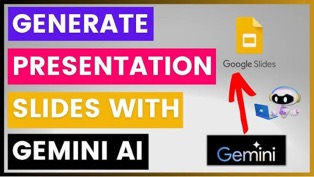 GENERATE
PRESENTATION
SLIDES WITH
GEMINI AI
Google Slides
Gemini